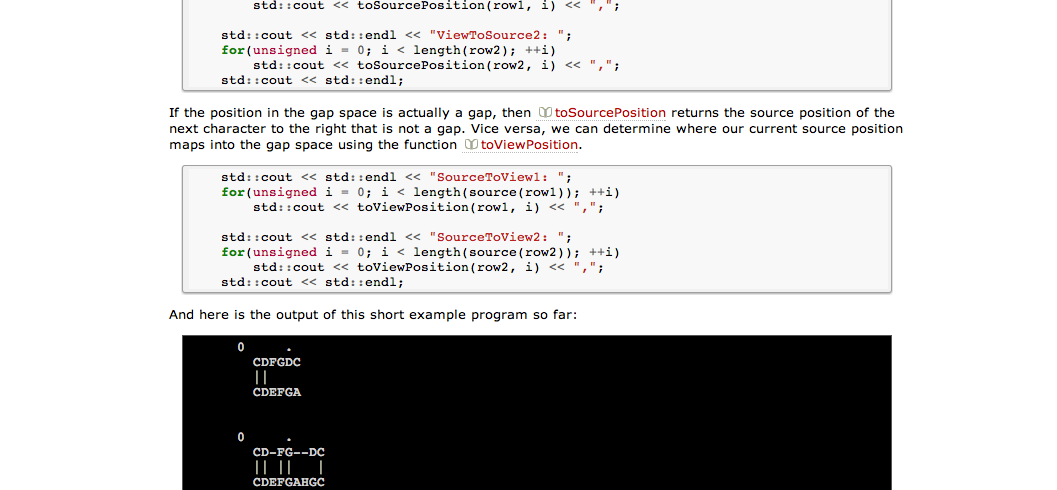 std::cout << toSourcePosition(row1, i) << ",";
std::cout << std::endl << "ViewToSource2: ";
for(unsigned i = 0; i < length(row2); ++i)
std::cout << toSourcePosition(row2, i) << ",";
std::cout << std::endl;
If the position in the gap space is actually a gap, then toSourcePosition returns the source position of the
next character to the right that is not a gap. Vice versa, we can determine where our current source position
maps into the gap space using the function toViewPosition.
std::cout << std::endl << "SourceToView1: ";
for(unsigned i = 0; i < length(source(row1)); ++i)
std::cout << toViewPosition(row1, i) << ",";
std::cout << std::endl << "SourceToView2: ";
for(unsigned i = 0; i < length(source(row2)); ++i)
std::cout << toViewPosition(row2, i) << ",";
std::cout << std::endl;
And here is the output of this short example program so far:
0 .
CDFGDC
||
CDEFGA
0 .
CD-FG--DC
|| || |
CDEFGAHGC